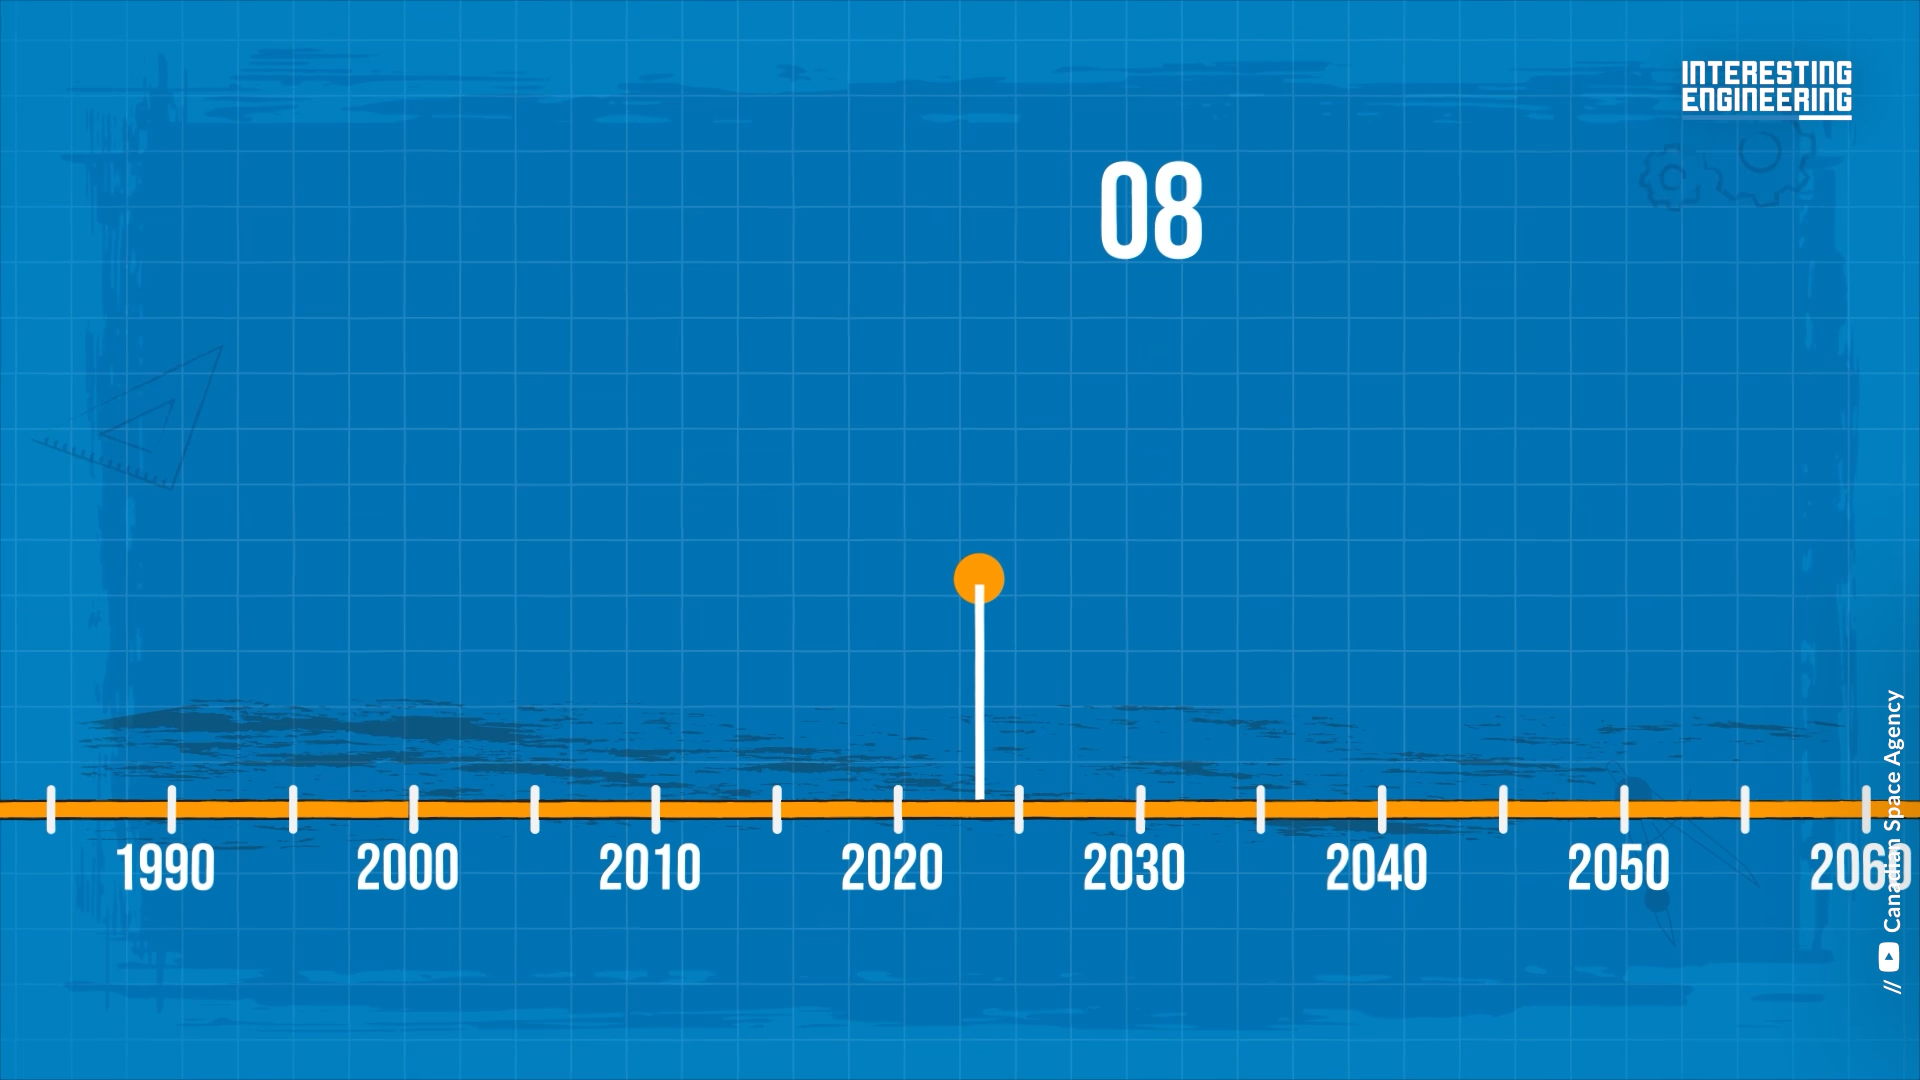 INTERESTING
ENGINEERING
08
1990 2000 2010 2020 2030 2040 2050 2060
// Canadian Space Agency